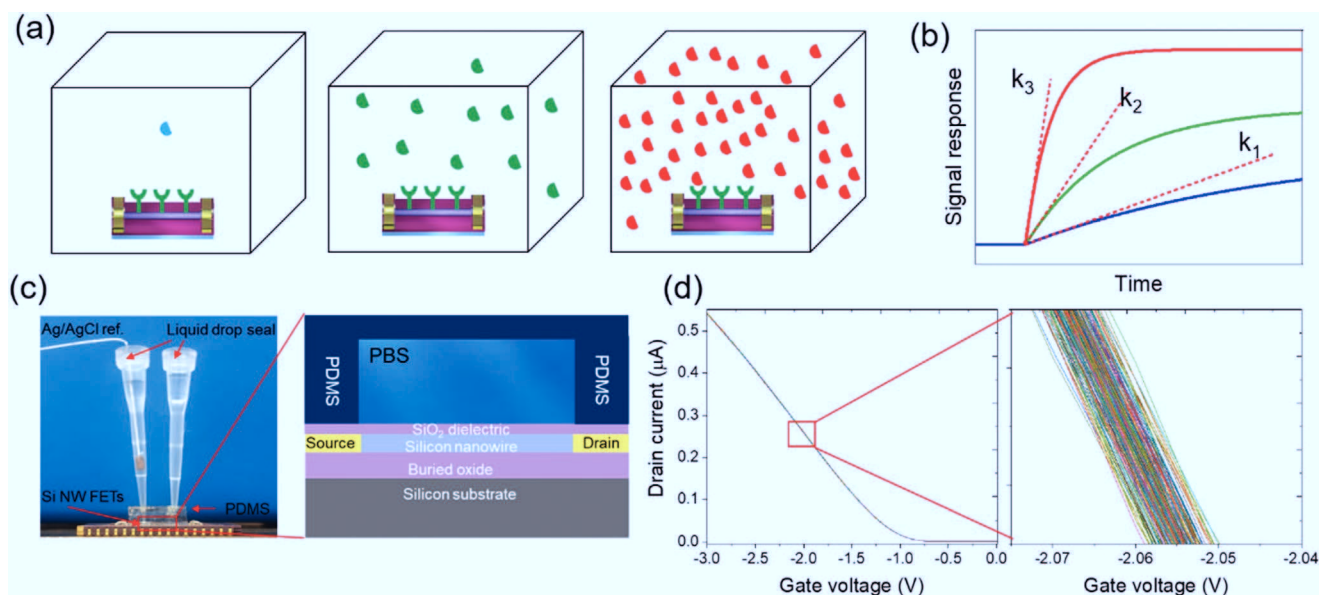 (a)
(b)
Signal response
k₃
k₂
k₁
Time
(c)
Ag/AgCl ref.
Liquid drop seal
Si NW FETs
PDMS
PDMS
PBS
PDMS
SiO₂ dielectric
Source
Silicon nanowire
Drain
Buried oxide
Silicon substrate
(d)
Drain current (μA)
0.5
0.4
0.3
0.2
0.1
0.0
-3.0 -2.5 -2.0 -1.5 -1.0 -0.5 0.0
Gate voltage (V)
-2.07 -2.06 -2.05 -2.04
Gate voltage (V)